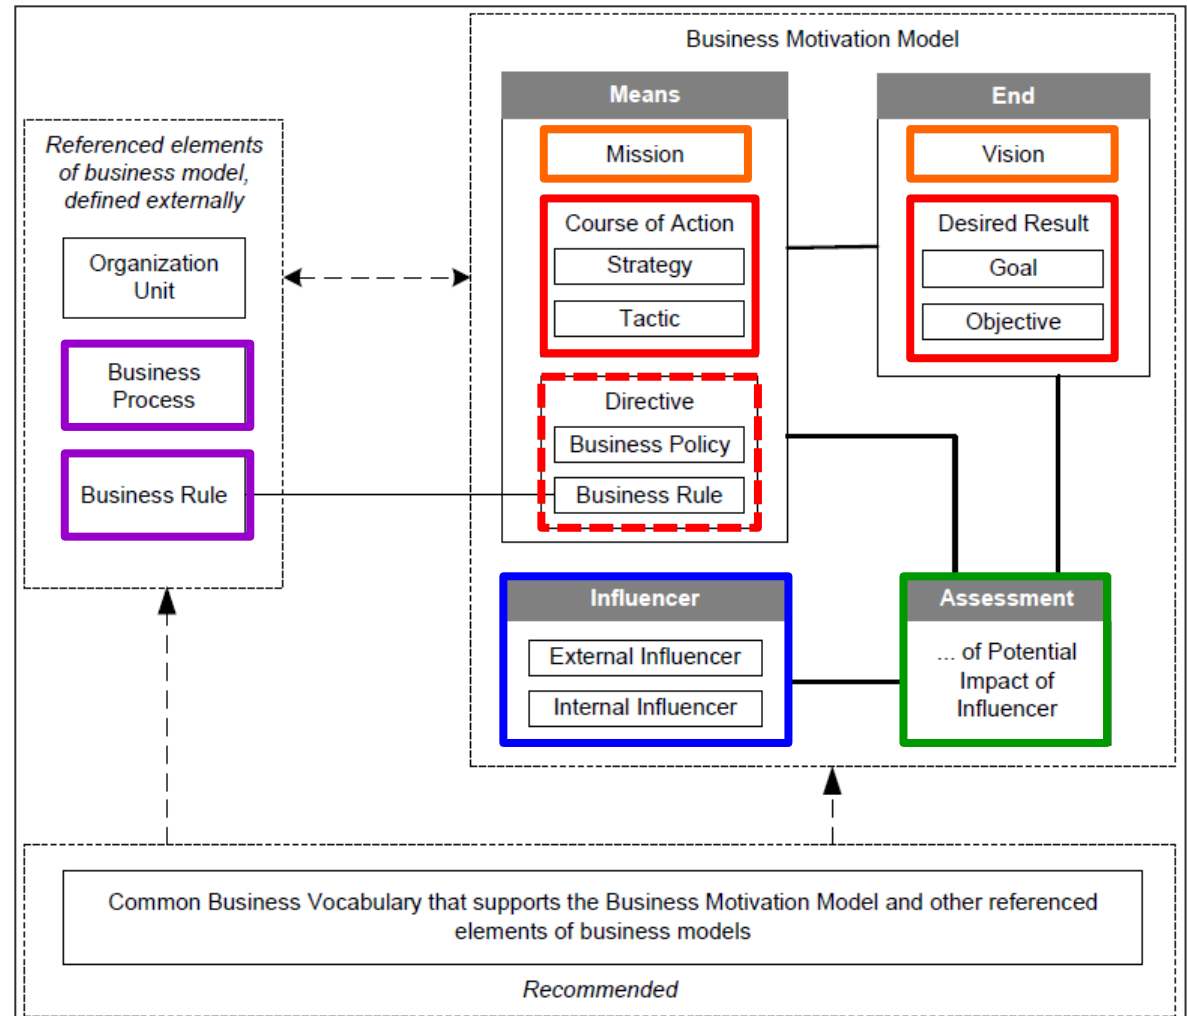 Business Motivation Model
Means
Mission
Course of Action
Strategy
Tactic
Directive
Business Policy
Business Rule
End
Vision
Desired Result
Goal
Objective
Referenced elements
of business model,
defined externally
Organization
Unit
Business
Process
Business Rule
Influencer
External Influencer
Internal Influencer
Assessment
... of Potential
Impact of
Influencer
Common Business Vocabulary that supports the Business Motivation Model and other referenced
elements of business models
Recommended